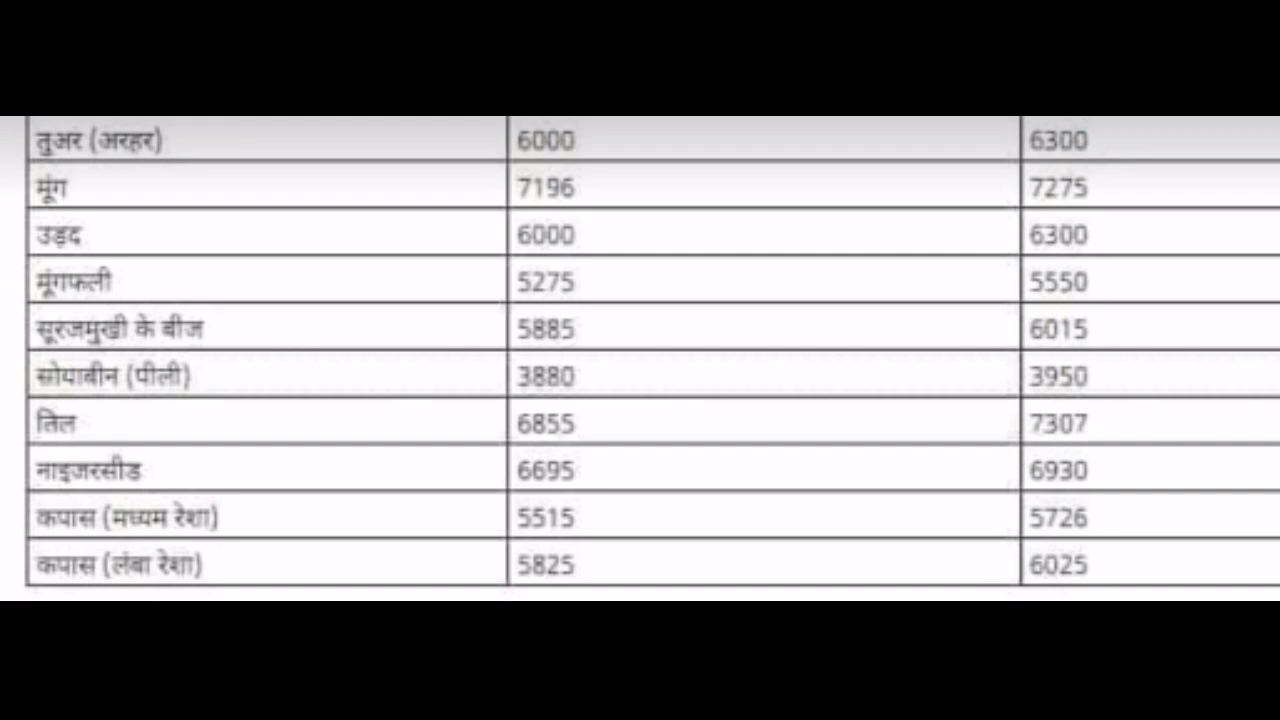 तुअर (अरहर) 6000 6300
मूंग 7196 7275
उड़द 6000 6300
मूंगफली 5275 5550
सूरजमुखी के बीज 5885 6015
सोयाबीन (पीली) 3880 3950
तिल 6855 7307
नाइजरसीड 6695 6930
कपास (मध्यम रेशा) 5515 5726
कपास (लंबा रेशा) 5825 6025